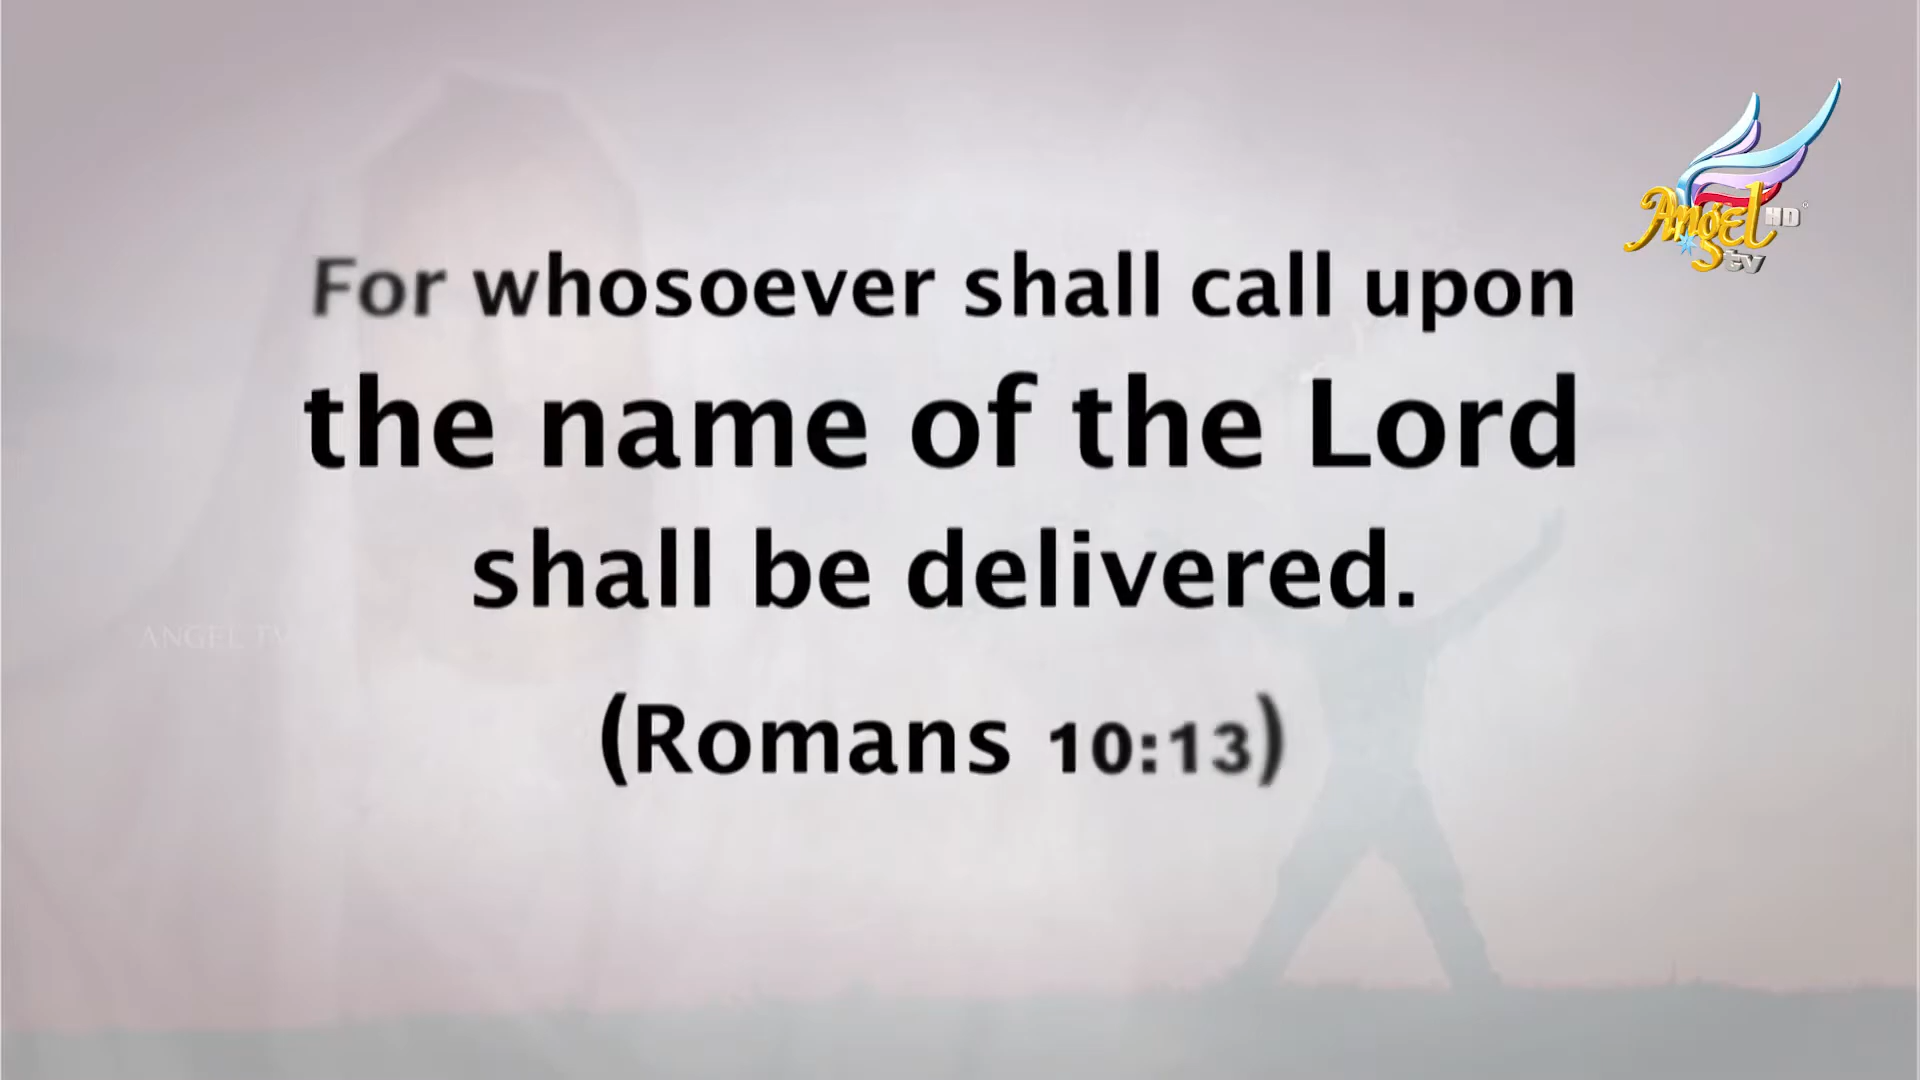 Angel HD
tv
For whosoever shall call upon
the name of the Lord
shall be delivered.
ANGEL TV
(Romans 10:13)